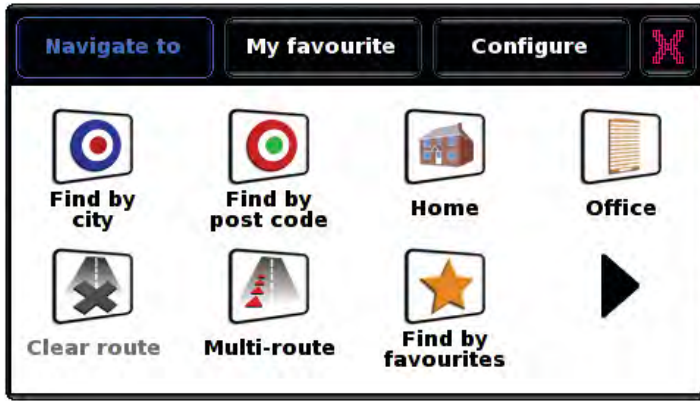 Navigate to
My favourite
Configure
Find by
city
Find by
post code
Home
Office
Clear route
Multi-route
Find by
favourites